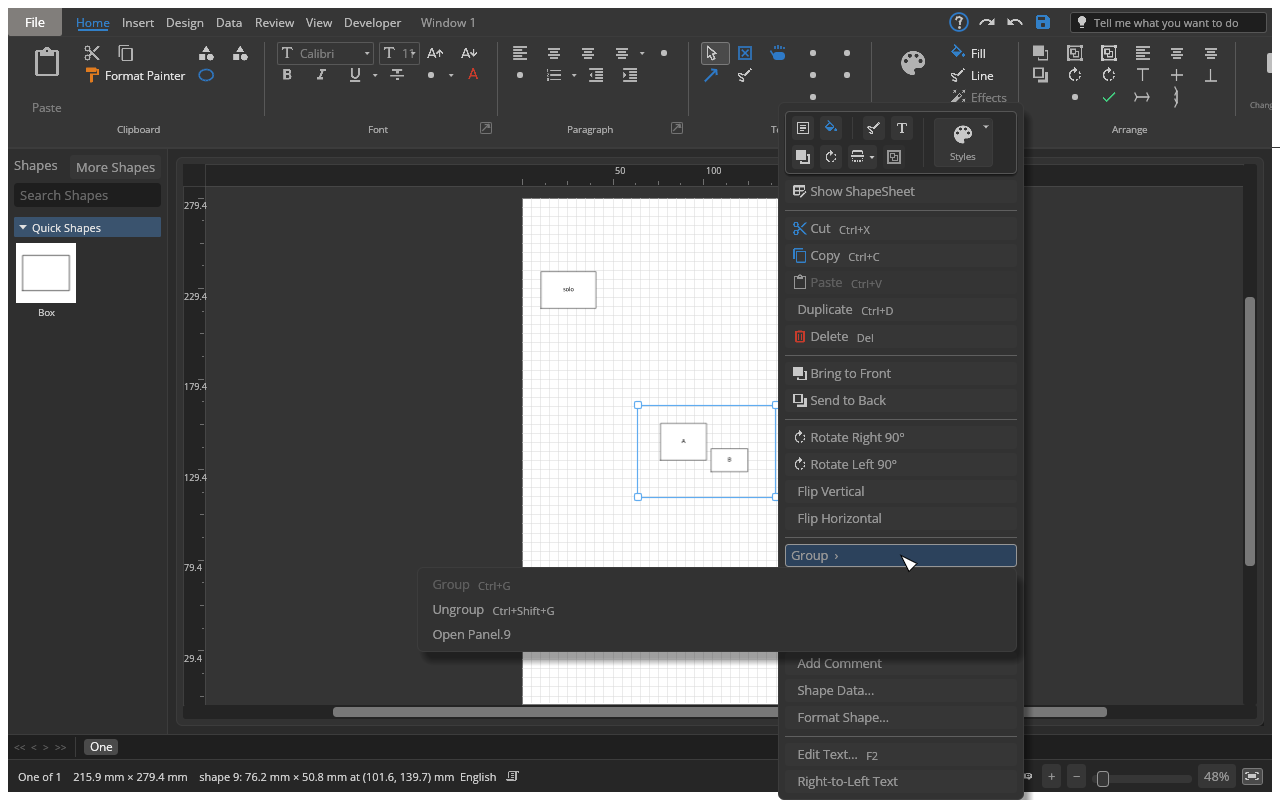 File Home Insert Design Data Review View Developer Window 1 Tell me what you want to do
Calibri Fill
Format Painter Line
Paste Effects
Clipboard Font Paragraph Arrange
Styles
Shapes More Shapes
Search Shapes
Quick Shapes
Box
50 100
279.4
229.4
179.4
129.4
79.4
29.4
solo
A
B
Show ShapeSheet
Cut Ctrl+X
Copy Ctrl+C
Paste Ctrl+V
Duplicate Ctrl+D
Delete Del
Bring to Front
Send to Back
Rotate Right 90°
Rotate Left 90°
Flip Vertical
Flip Horizontal
Group ›
Group Ctrl+G
Ungroup Ctrl+Shift+G
Open Panel.9
Add Comment
Shape Data...
Format Shape...
Edit Text... F2
Right-to-Left Text
<< < > >> One
One of 1 215.9 mm × 279.4 mm shape 9: 76.2 mm × 50.8 mm at (101.6, 139.7) mm English + − 48%